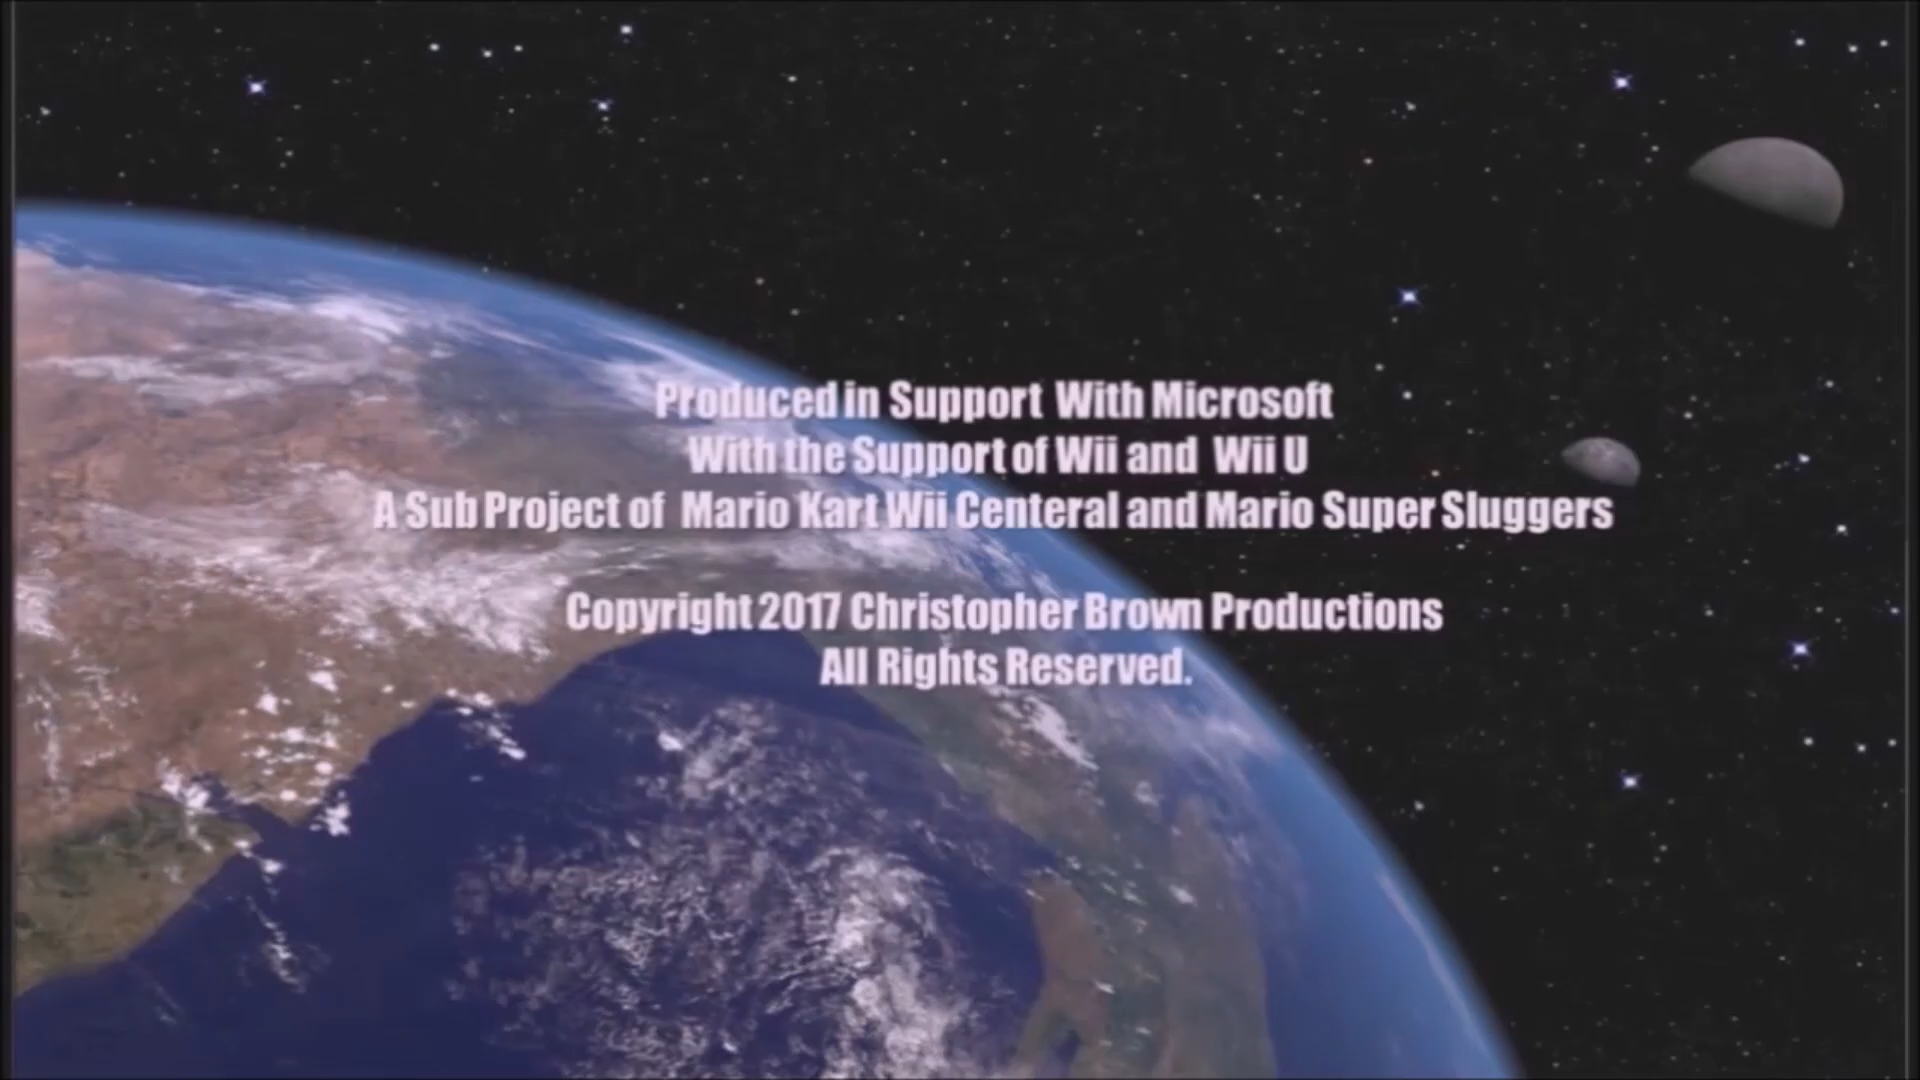 Produced in Support With Microsoft
With the Support of Wii and Wii U
A Sub Project of Mario Kart Wii Centeral and Mario Super Sluggers
Copyright 2017 Christopher Brown Productions
All Rights Reserved.